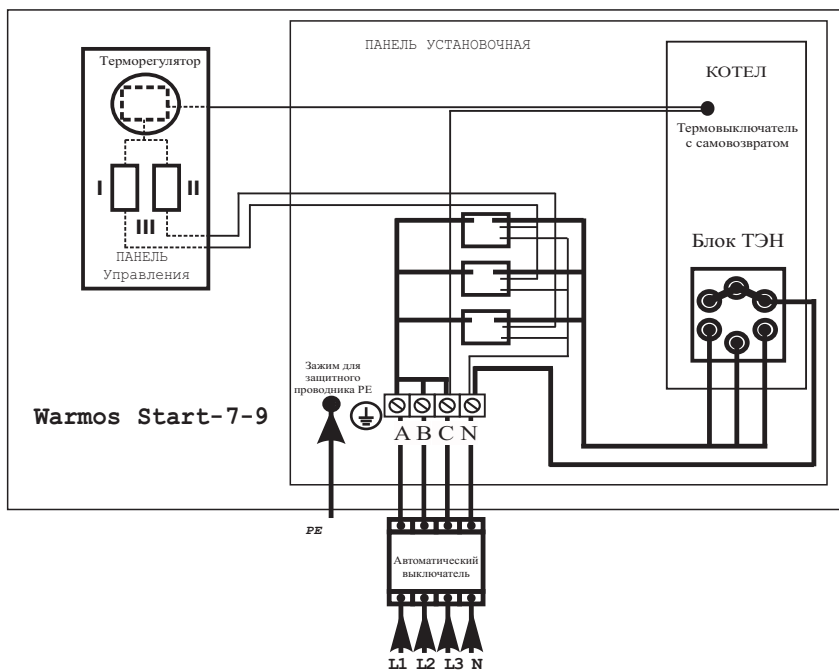 ПАНЕЛЬ УСТАНОВОЧНАЯ
Терморегулятор
КОТЕЛ
Термовыключатель
с самовозвратом
I
II
III
ПАНЕЛЬ
Управления
Блок ТЭН
Зажим для
защитного
проводника PE
Warmos Start-7-9
A B C N
PE
Автоматический
выключатель
L1 L2 L3 N